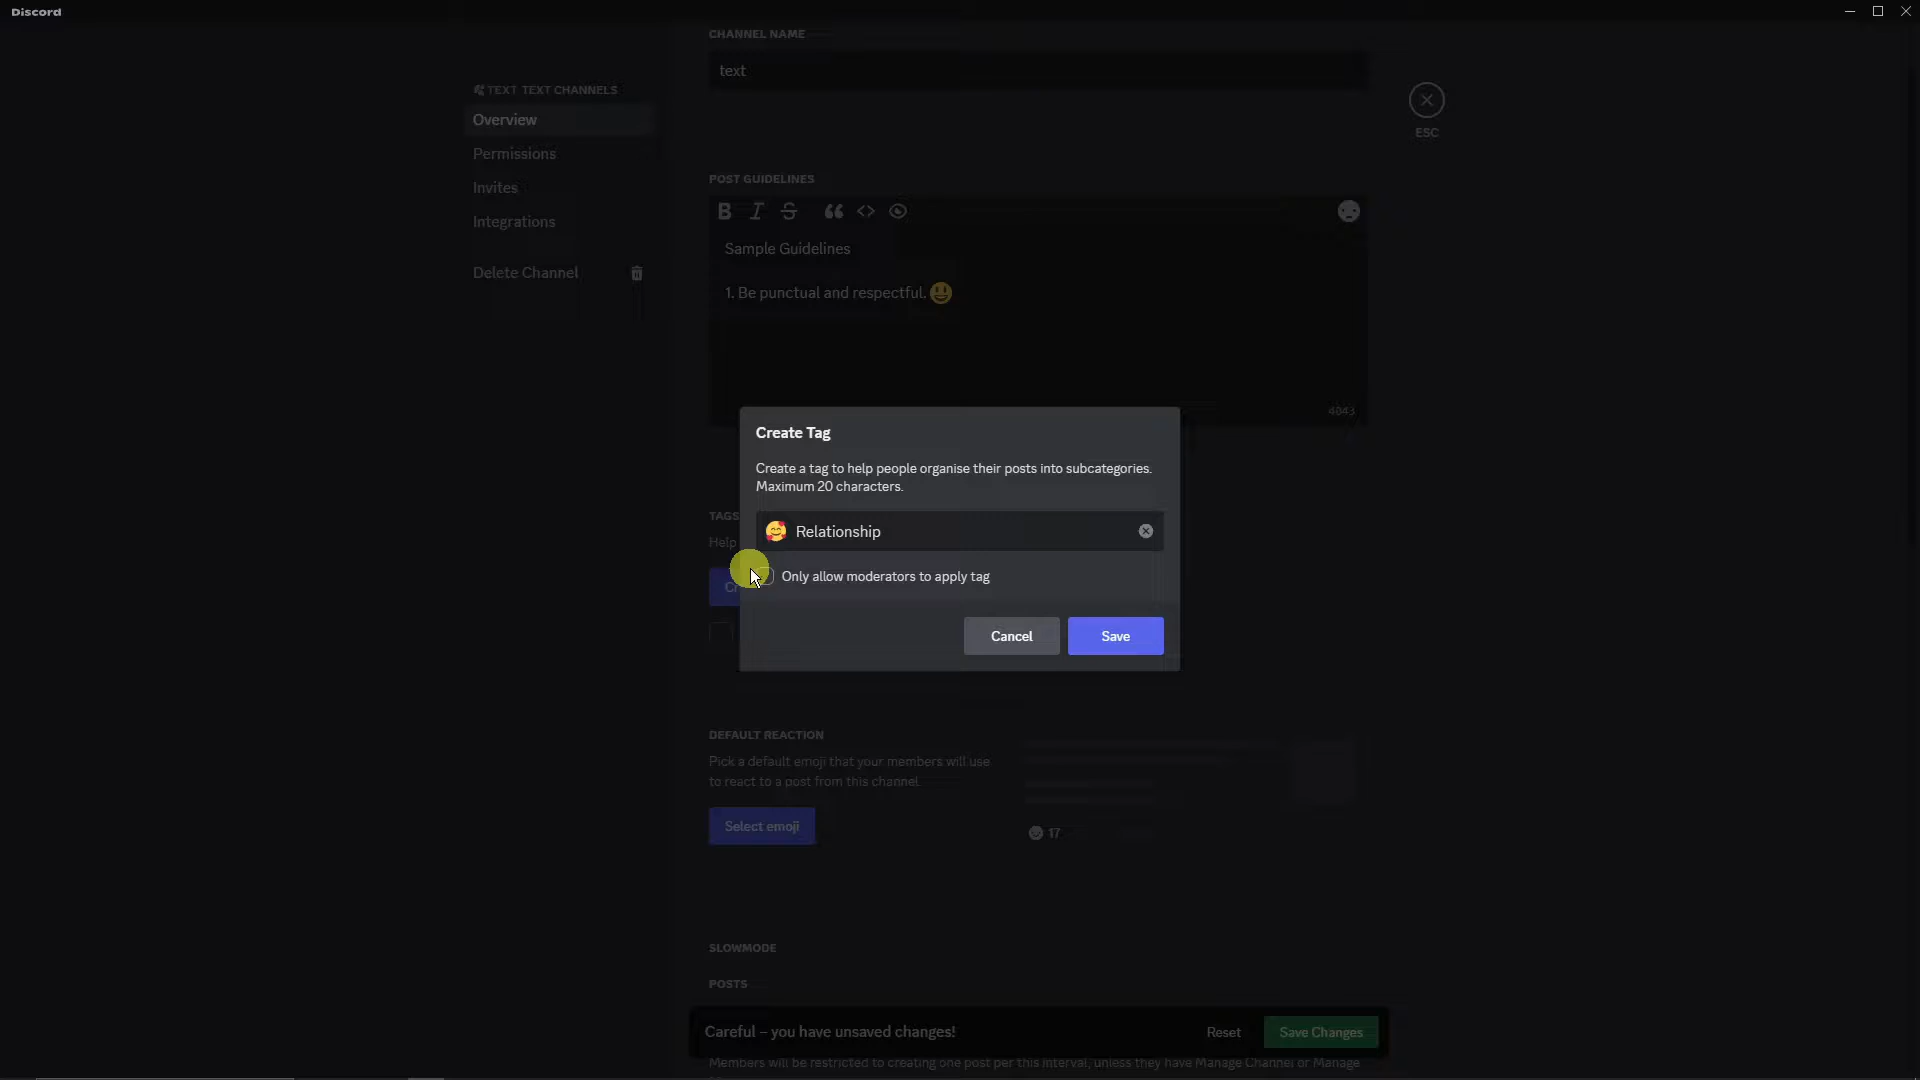 Discord
CHANNEL NAME
text
TEXT TEXT CHANNELS
Overview
ESC
Permissions
POST GUIDELINES
Invites
Integrations
Sample Guidelines
Delete Channel
1. Be punctual and respectful. 😃
4043
Create Tag
Create a tag to help people organise their posts into subcategories.
Maximum 20 characters.
TAGS
🥰 Relationship
Help
Only allow moderators to apply tag
Cancel
Save
DEFAULT REACTION
Pick a default emoji that your members will use
to react to a post from this channel
Select emoji
17
SLOWMODE
POSTS
Careful – you have unsaved changes!
Reset
Save Changes
Members will be restricted to creating one post per this interval, unless they have Manage Channel or Manage